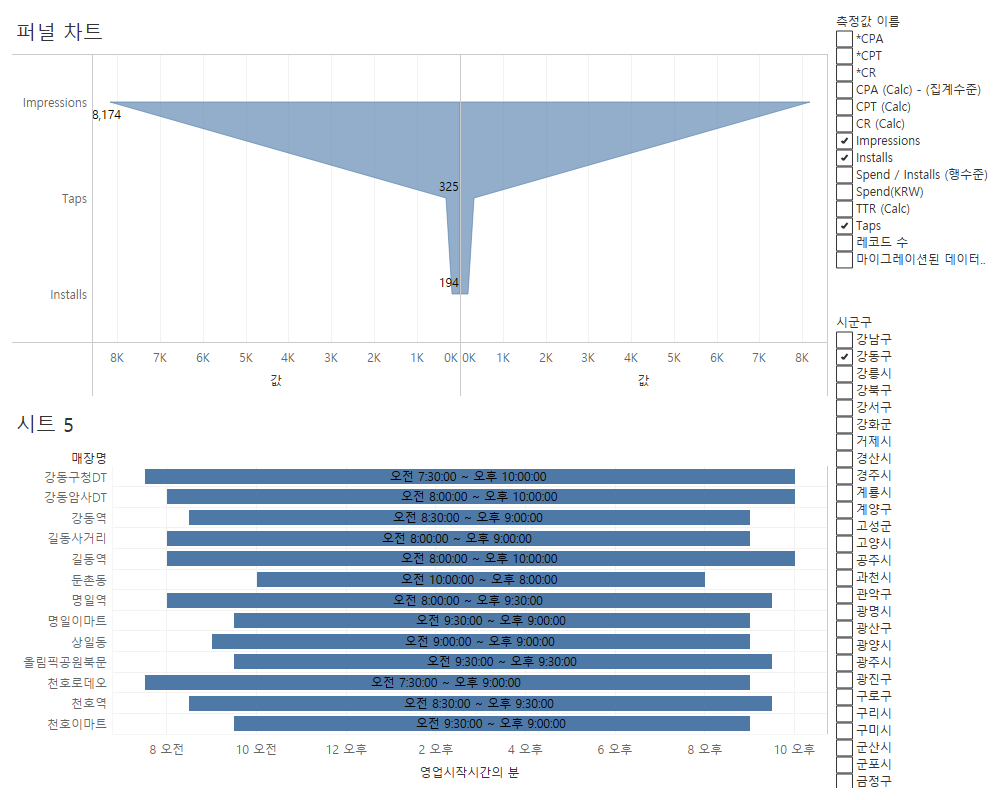 퍼널 차트
Impressions
8,174
Taps
325
Installs
194
8K 7K 6K 5K 4K 3K 2K 1K 0K 0K 1K 2K 3K 4K 5K 6K 7K 8K
값 값
시트 5
매장명
강동구청DT 오전 7:30:00 ~ 오후 10:00:00
강동암사DT 오전 8:00:00 ~ 오후 10:00:00
강동역 오전 8:30:00 ~ 오후 9:00:00
길동사거리 오전 8:00:00 ~ 오후 9:00:00
길동역 오전 8:00:00 ~ 오후 10:00:00
둔촌동 오전 10:00:00 ~ 오후 8:00:00
명일역 오전 8:00:00 ~ 오후 9:30:00
명일이마트 오전 9:30:00 ~ 오후 9:00:00
상일동 오전 9:00:00 ~ 오후 9:00:00
올림픽공원북문 오전 9:30:00 ~ 오후 9:30:00
천호로데오 오전 7:30:00 ~ 오후 9:00:00
천호역 오전 8:30:00 ~ 오후 9:30:00
천호이마트 오전 9:30:00 ~ 오후 9:00:00
8 오전 10 오전 12 오후 2 오후 4 오후 6 오후 8 오후 10 오후
영업시작시간의 분
측정값 이름
*CPA
*CPT
*CR
CPA (Calc) - (집계수준)
CPT (Calc)
CR (Calc)
Impressions
Installs
Spend / Installs (행수준)
Spend(KRW)
TTR (Calc)
Taps
레코드 수
마이그레이션된 데이터..
시군구
강남구
강동구
강릉시
강북구
강서구
강화군
거제시
경산시
경주시
계룡시
계양구
고성군
고양시
공주시
과천시
관악구
광명시
광산구
광양시
광주시
광진구
구로구
구리시
구미시
군산시
군포시
금정구